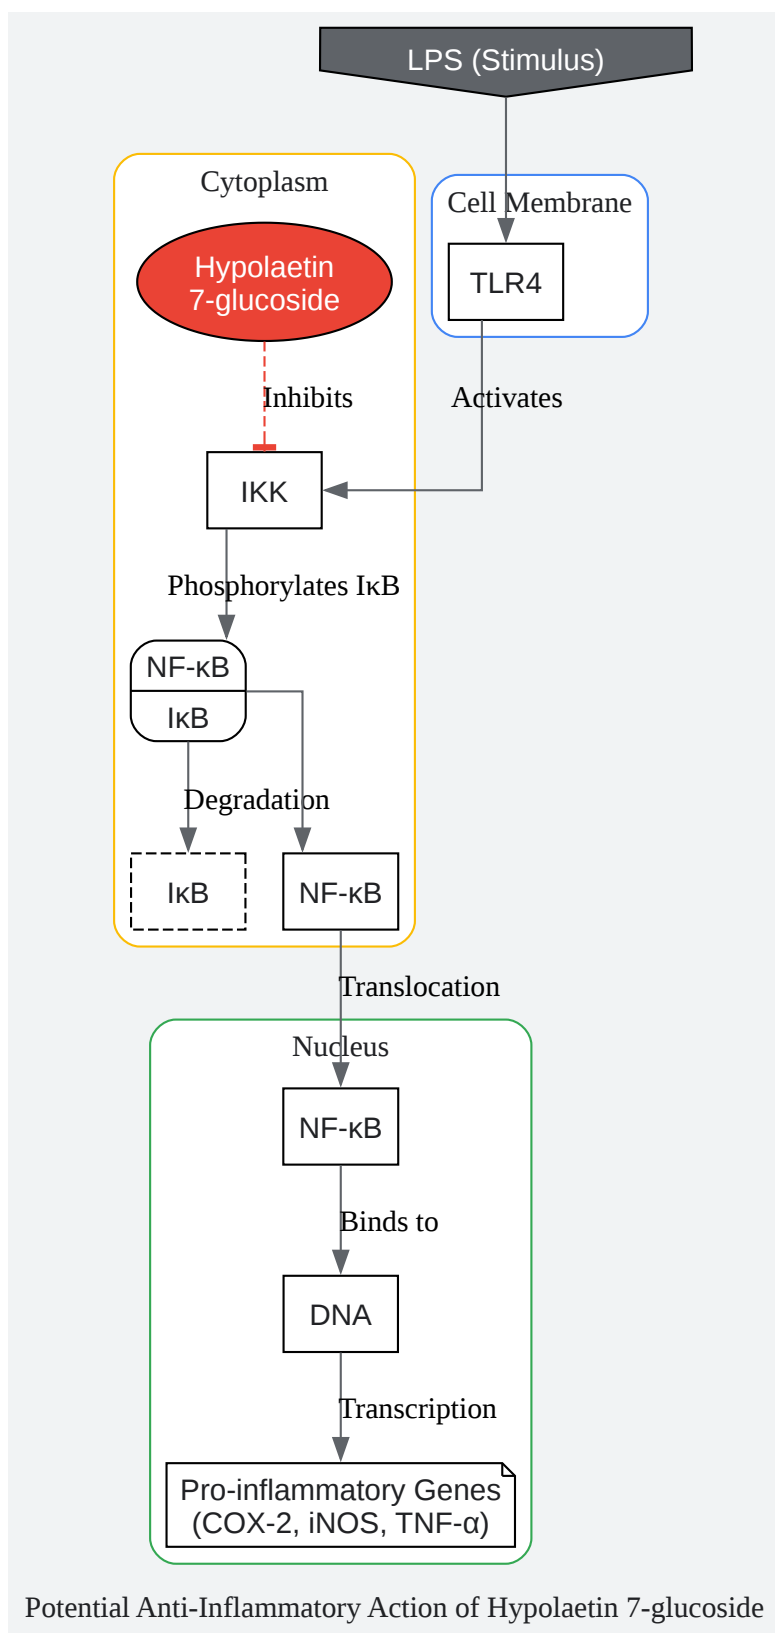 LPS (Stimulus)
Cytoplasm
Cell Membrane
Hypolaetin
7-glucoside
TLR4
Inhibits
Activates
IKK
Phosphorylates IκB
NF-κB
IκB
Degradation
IκB
NF-κB
Translocation
Nucleus
NF-κB
Binds to
DNA
Transcription
Pro-inflammatory Genes
(COX-2, iNOS, TNF-α)
Potential Anti-Inflammatory Action of Hypolaetin 7-glucoside